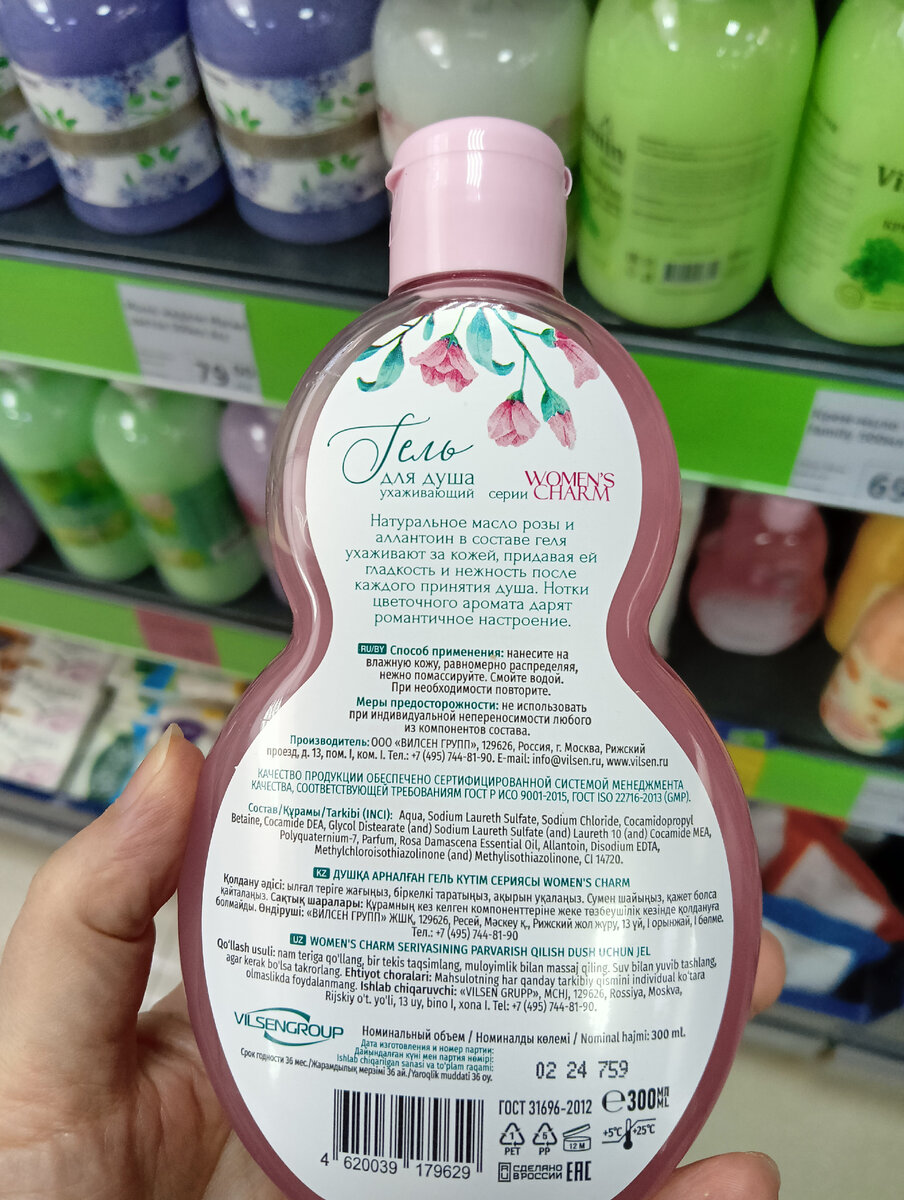 79
69
Гель
для душа
ухаживающий серии WOMEN'S CHARM
Натуральное масло розы и
аллантоин в составе геля
ухаживают за кожей, придавая ей
гладкость и нежность после
каждого принятия душа. Нотки
цветочного аромата дарят
романтичное настроение.
RU/BY Способ применения: нанесите на
влажную кожу, равномерно распределяя,
нежно помассируйте. Смойте водой.
При необходимости повторите.
Меры предосторожности: не использовать
при индивидуальной непереносимости любого
из компонентов состава.
Производитель: ООО «ВИЛСЕН ГРУПП», 129626, Россия, г. Москва, Рижский
проезд, д. 13, пом. I, ком. I. Тел.: +7 (495) 744-81-90. E-mail: info@vilsen.ru, www.vilsen.ru
КАЧЕСТВО ПРОДУКЦИИ ОБЕСПЕЧЕНО СЕРТИФИЦИРОВАННОЙ СИСТЕМОЙ МЕНЕДЖМЕНТА
КАЧЕСТВА, СООТВЕТСТВУЮЩЕЙ ТРЕБОВАНИЯМ ГОСТ Р ИСО 9001-2015, ГОСТ ISO 22716-2013 (GMP).
Состав/Құрамы/Tarkibi (INCI): Aqua, Sodium Laureth Sulfate, Sodium Chloride, Cocamidopropyl
Betaine, Cocamide DEA, Glycol Distearate (and) Sodium Laureth Sulfate (and) Laureth 10 (and) Cocamide MEA,
Polyquaternium-7, Parfum, Rosa Damascena Essential Oil, Allantoin, Disodium EDTA,
Methylchloroisothiazolinone (and) Methylisothiazolinone, CI 14720.
KZ ДУШҚА АРНАЛҒАН ГЕЛЬ КҮТІМ СЕРИЯСЫ WOMEN'S CHARM
Қолдану әдісі: ылғал теріге жағыңыз, біркелкі таратыңыз, ақырын уқалаңыз. Сумен шайыңыз, қажет болса
қайталаңыз. Сақтық шаралары: Құрамның кез келген компоненттеріне жеке төзбеушілік кезінде қолдануға
болмайды. Өндіруші: «ВИЛСЕН ГРУПП» ЖШҚ, 129626, Ресей, Мәскеу қ., Рижский жол жүру, 13 үй, I орынжай, I бөлме.
Тел.: +7 (495) 744-81-90
UZ WOMEN'S CHARM SERIYASINING PARVARISH QILISH DUSH UCHUN JEL
Qo'llash usuli: nam teriga qo'llang, bir tekis taqsimlang, muloyimlik bilan massaj qiling. Suv bilan yuvib tashlang,
agar kerak bo'lsa takrorlang. Ehtiyot choralari: Mahsulotning har qanday tarkibiy qismini individual ko'tara
olmaslikda foydalanmang. Ishlab chiqaruvchi: «VILSEN GRUPP», MCHJ, 129626, Rossiya, Moskva,
Rijskiy o't. yo'li, 13 uy, bino I, xona I. Tel: +7 (495) 744-81-90.
VILSENGROUP
Номинальный объем / Номиналды көлемі / Nominal hajmi: 300 ml.
Дата изготовления и номер партии:
Дайындалған күні мен партия нөмірі:
Ishlab chiqarilgan sanasi va to'plam raqami:
Срок годности 36 мес./Жарамдылық мерзімі 36 ай./Yaroqlik muddati 36 oy.
02 24 759
ГОСТ 31696-2012 ℮300 МЛ ML
1 PET 5 PP 12 M +5°C +25°C
СДЕЛАНО В РОССИИ EAC
4 620039 179629